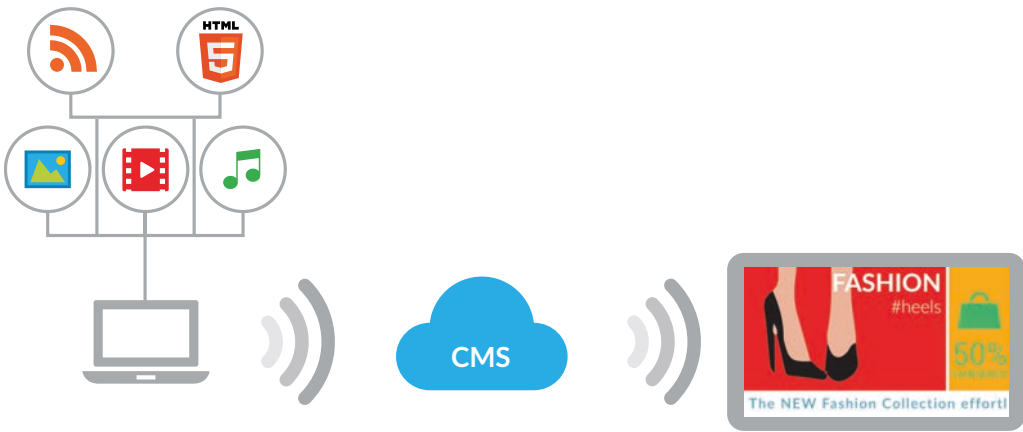 HTML
CMS
FASHION
#heels
50%
The NEW Fashion Collection effortl